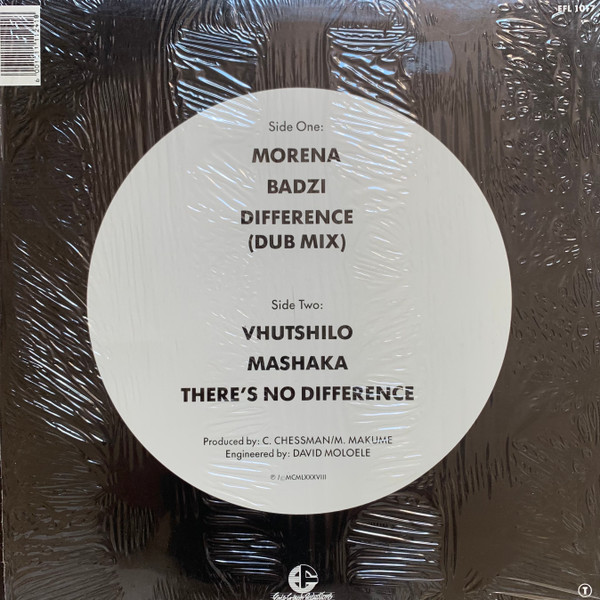 EFL 1017
Side One:
MORENA
BADZI
DIFFERENCE
(DUB MIX)
Side Two:
VHUTSHILO
MASHAKA
THERE'S NO DIFFERENCE
Produced by: C. CHESSMAN/M. MAKUME
Engineered by: DAVID MOLOELE
MCMLXXXVIII
T